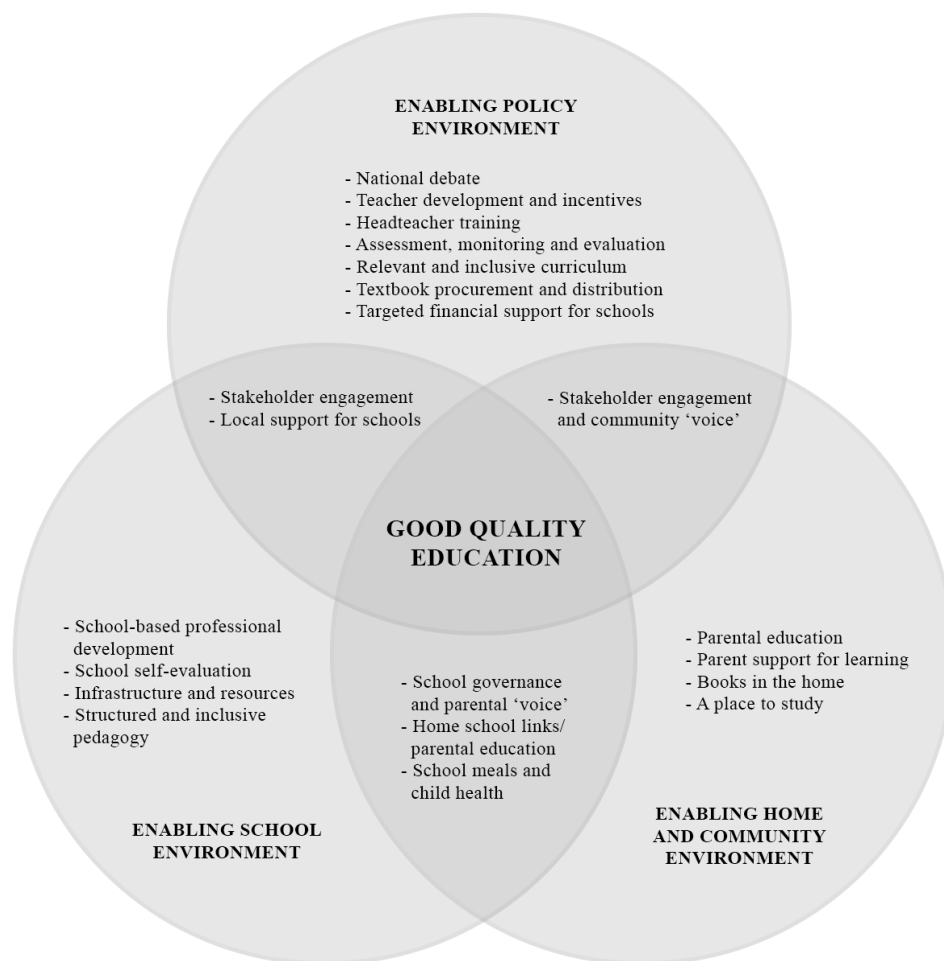 ENABLING POLICY
ENVIRONMENT
- National debate
- Teacher development and incentives
- Headteacher training
- Assessment, monitoring and evaluation
- Relevant and inclusive curriculum
- Textbook procurement and distribution
- Targeted financial support for schools
- Stakeholder engagement
- Local support for schools
- Stakeholder engagement
and community ‘voice’
GOOD QUALITY
EDUCATION
- School-based professional
development
- School self-evaluation
- Infrastructure and resources
- Structured and inclusive
pedagogy
- School governance
and parental ‘voice’
- Home school links/
parental education
- School meals and
child health
- Parental education
- Parent support for learning
- Books in the home
- A place to study
ENABLING SCHOOL
ENVIRONMENT
ENABLING HOME
AND COMMUNITY
ENVIRONMENT